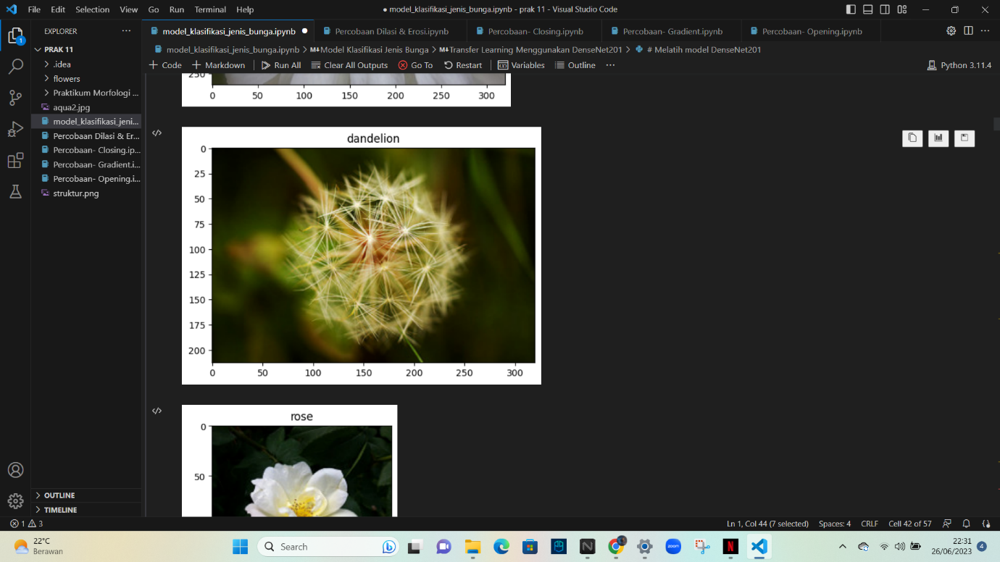 File Edit Selection View Go Run Terminal Help
● model_klasifikasi_jenis_bunga.ipynb - prak 11 - Visual Studio Code
EXPLORER ···
model_klasifikasi_jenis_bunga.ipynb ● Percobaan Dilasi & Erosi.ipynb Percobaan- Closing.ipynb Percobaan- Gradient.ipynb Percobaan- Opening.ipynb
1
PRAK 11
.idea
flowers
Praktikum Morfologi ...
aqua2.jpg
model_klasifikasi_jeni...
Percobaan Dilasi & Er...
Percobaan- Closing.ip...
Percobaan- Gradient.i...
Percobaan- Opening.i...
struktur.png
OUTLINE
TIMELINE
model_klasifikasi_jenis_bunga.ipynb > M↓Model Klasifikasi Jenis Bunga > M↓Transfer Learning Menggunakan DenseNet201 > # Melatih model DenseNet201
+ Code + Markdown Run All Clear All Outputs Go To Restart Variables Outline ··· Python 3.11.4
250
0 50 100 150 200 250 300
dandelion
0
25
50
75
100
125
150
175
200
0 50 100 150 200 250 300
rose
0
50
1 3 Ln 1, Col 44 (7 selected) Spaces: 4 CRLF Cell 42 of 57
22°C
Berawan
Search
zoom
22:31
26/06/2023
4